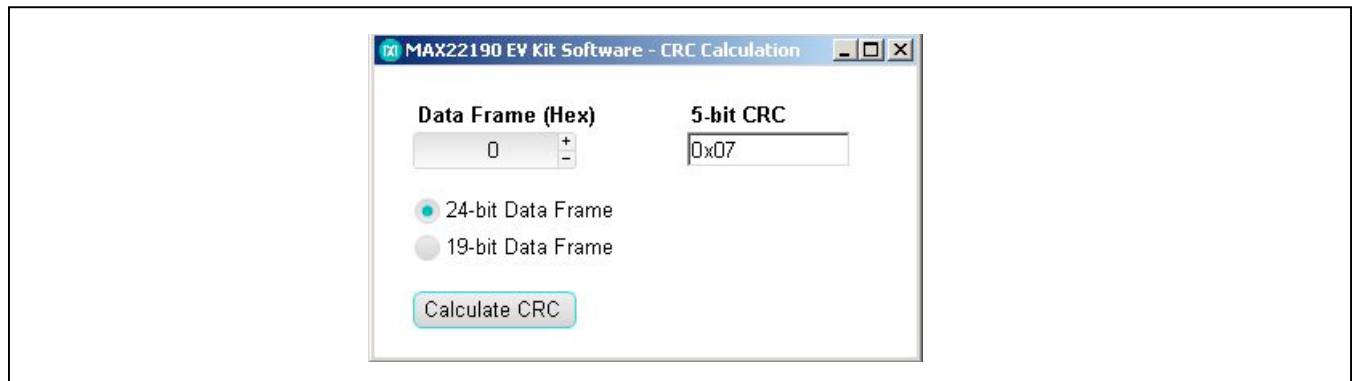 MAX22190 EV Kit Software - CRC Calculation
Data Frame (Hex) 5-bit CRC
0 + - 0x07
24-bit Data Frame
19-bit Data Frame
Calculate CRC